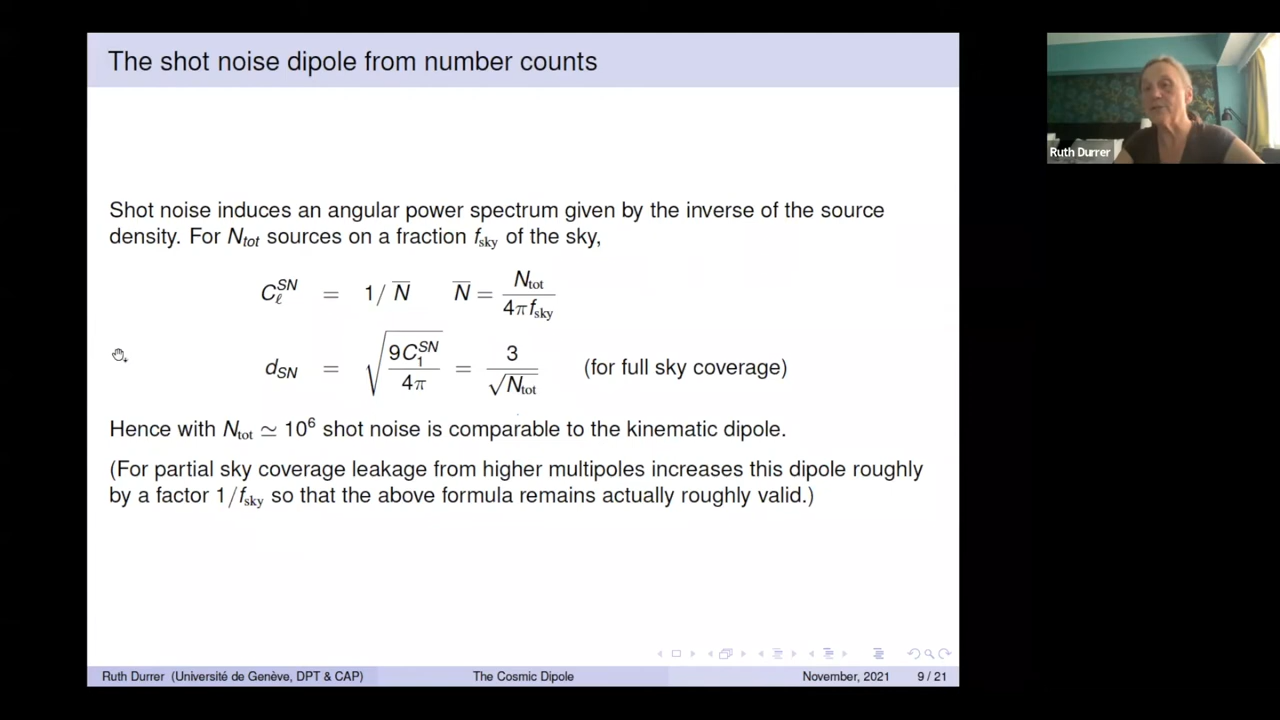 The shot noise dipole from number counts
Ruth Durrer
Shot noise induces an angular power spectrum given by the inverse of the source
density. For N_tot sources on a fraction f_sky of the sky,
C_ℓ^SN = 1/ N̅   N̅ = N_tot / 4πf_sky
d_SN = √(9C_1^SN / 4π) = 3 / √N_tot (for full sky coverage)
Hence with N_tot ≃ 10^6 shot noise is comparable to the kinematic dipole.
(For partial sky coverage leakage from higher multipoles increases this dipole roughly
by a factor 1/f_sky so that the above formula remains actually roughly valid.)
Ruth Durrer (Université de Genève, DPT & CAP) The Cosmic Dipole November, 2021 9 / 21